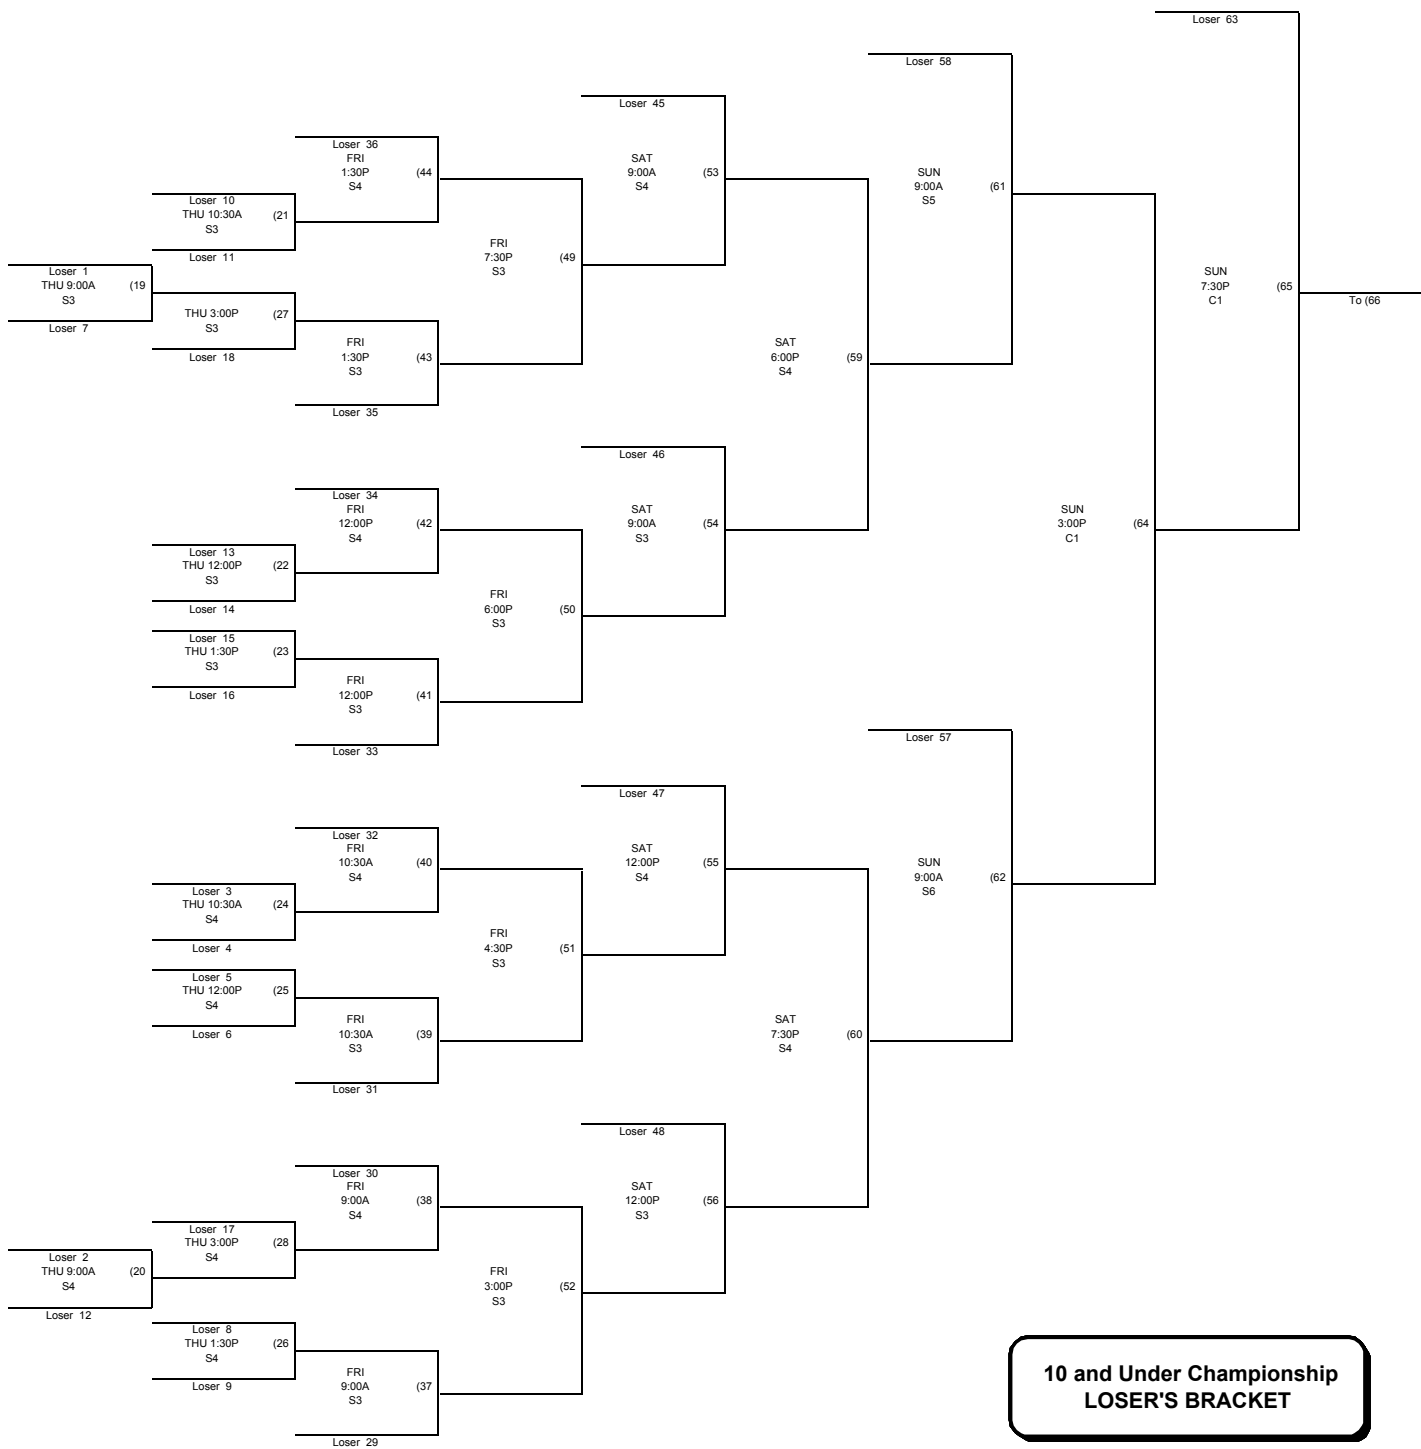 Loser 63
Loser 58
Loser 45
Loser 36
FRI
1:30P (44
S4
SAT
9:00A (53
S4
SUN
9:00A (61
S5
Loser 10
THU 10:30A (21
S3
Loser 11
FRI
7:30P (49
S3
Loser 1
THU 9:00A (19
S3
Loser 7
THU 3:00P (27
S3
Loser 18
SUN
7:30P (65
C1
To (66
FRI
1:30P (43
S3
Loser 35
SAT
6:00P (59
S4
Loser 46
Loser 34
FRI
12:00P (42
S4
SAT
9:00A (54
S3
SUN
3:00P (64
C1
Loser 13
THU 12:00P (22
S3
Loser 14
FRI
6:00P (50
S3
Loser 15
THU 1:30P (23
S3
Loser 16
FRI
12:00P (41
S3
Loser 33
Loser 57
Loser 47
Loser 32
FRI
10:30A (40
S4
SAT
12:00P (55
S4
SUN
9:00A (62
S6
Loser 3
THU 10:30A (24
S4
Loser 4
FRI
4:30P (51
S3
Loser 5
THU 12:00P (25
S4
Loser 6
FRI
10:30A (39
S3
Loser 31
SAT
7:30P (60
S4
Loser 48
Loser 30
FRI
9:00A (38
S4
SAT
12:00P (56
S3
Loser 17
THU 3:00P (28
S4
Loser 2
THU 9:00A (20
S4
Loser 12
FRI
3:00P (52
S3
Loser 8
THU 1:30P (26
S4
Loser 9
FRI
9:00A (37
S3
Loser 29
10 and Under Championship
LOSER'S BRACKET